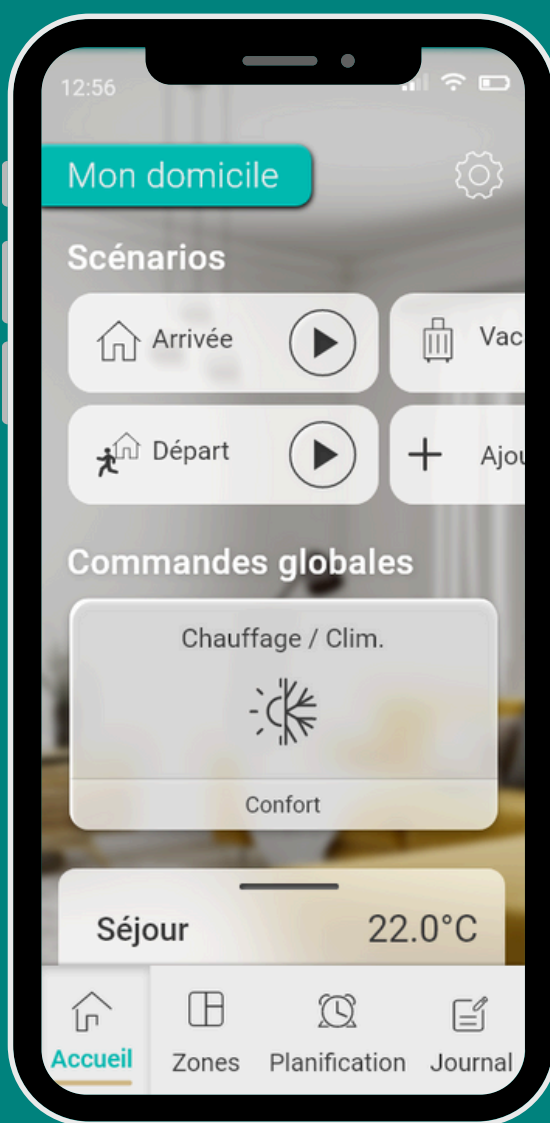 12:56
Mon domicile
Scénarios
Arrivée
Vac
Départ
Ajou
Commandes globales
Chauffage / Clim.
Confort
Séjour 22.0°C
Accueil Zones Planification Journal